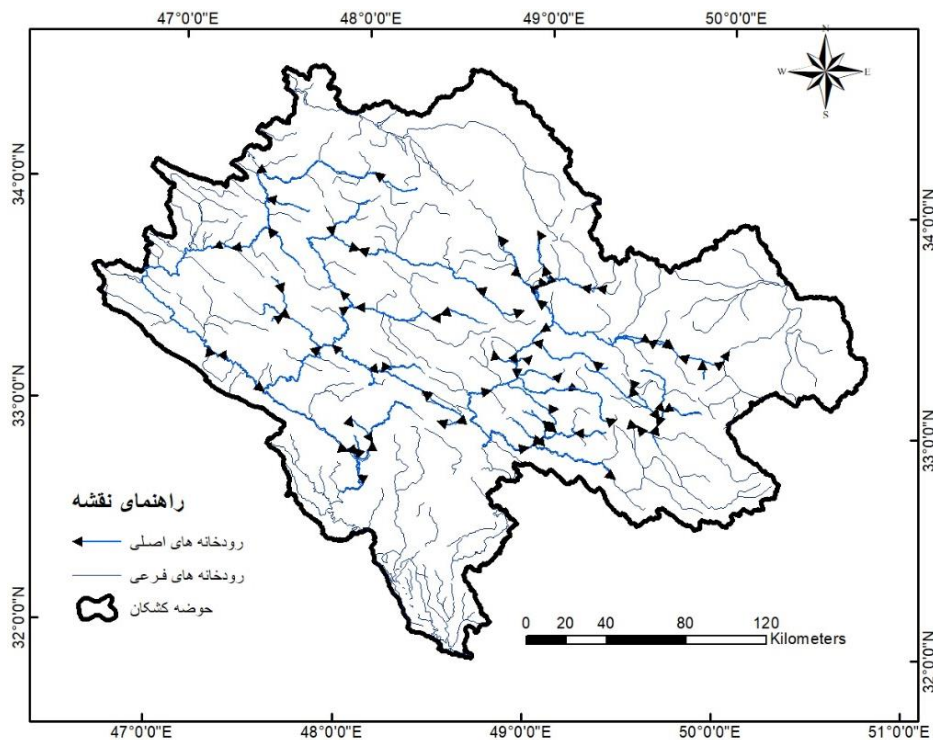 47°0'0"E 48°0'0"E 49°0'0"E 50°0'0"E
N
W E
S
34°0'0"N
34°0'0"N
33°0'0"N
33°0'0"N
راهنمای نقشه
رودخانه های اصلی
رودخانه های فرعی
حوضه کشکان
32°0'0"N
32°0'0"N
0 20 40 80 120
Kilometers
47°0'0"E 48°0'0"E 49°0'0"E 50°0'0"E 51°0'0"E